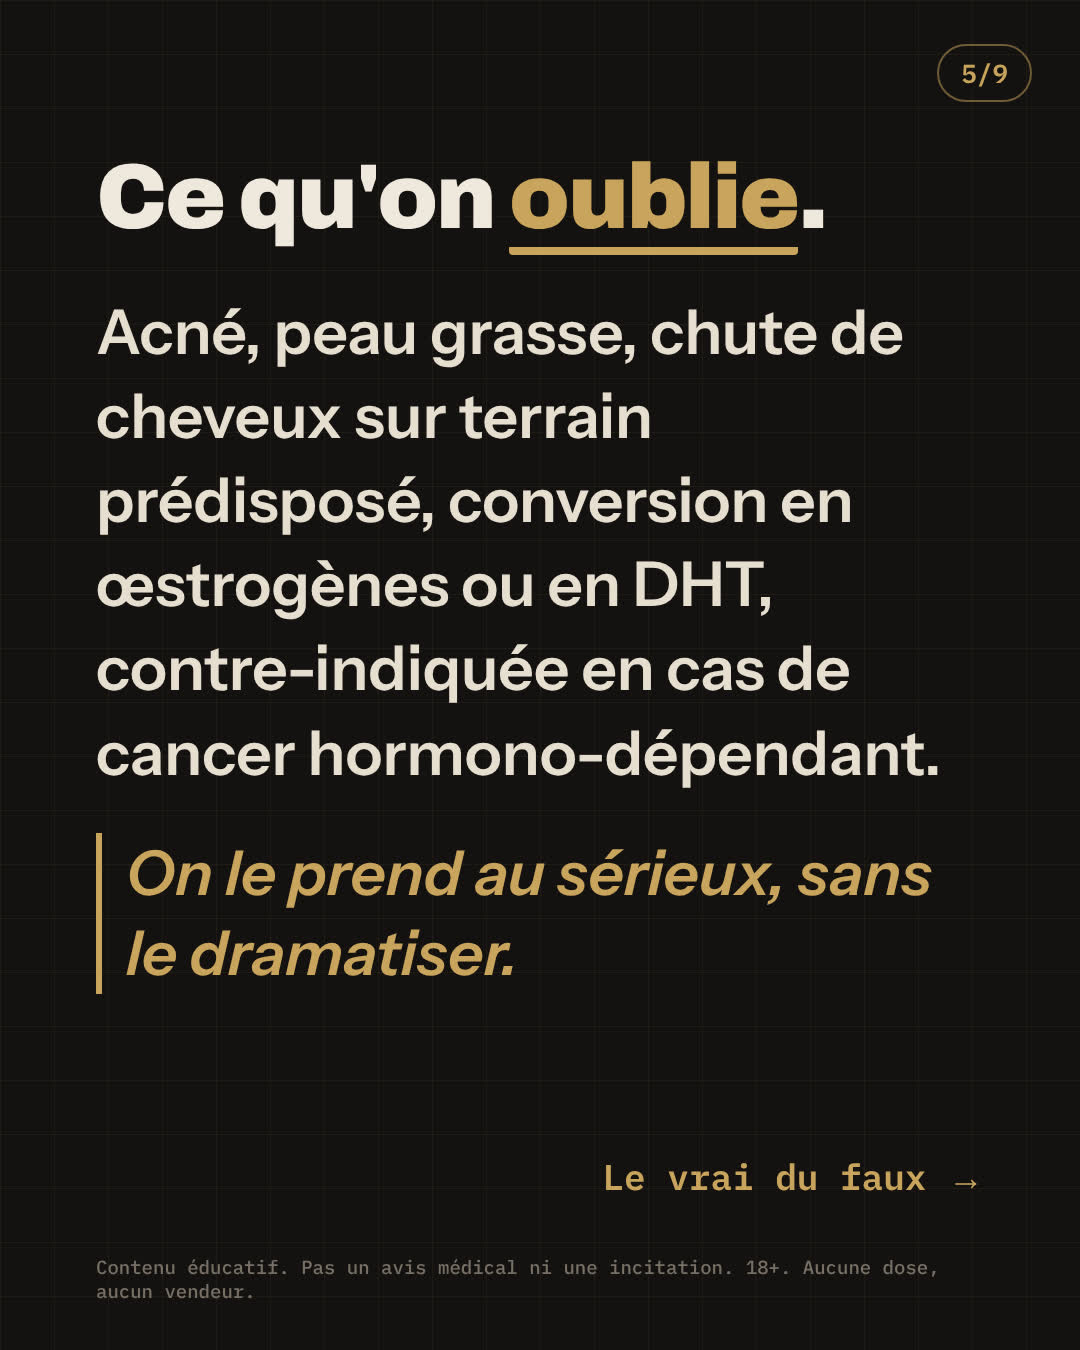 5/9
Ce qu'on oublie.
Acné, peau grasse, chute de
cheveux sur terrain
prédisposé, conversion en
œstrogènes ou en DHT,
contre-indiquée en cas de
cancer hormono-dépendant.
On le prend au sérieux, sans
le dramatiser.
Le vrai du faux →
Contenu éducatif. Pas un avis médical ni une incitation. 18+. Aucune dose,
aucun vendeur.